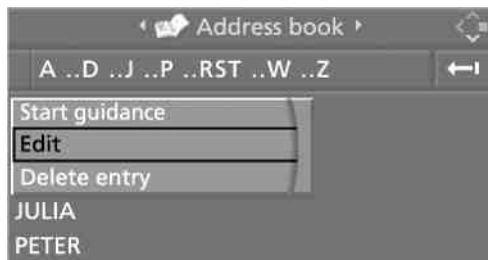 Address book
A ..D ..J ..P ..RST ..W ..Z
Start guidance
Edit
Delete entry
JULIA
PETER